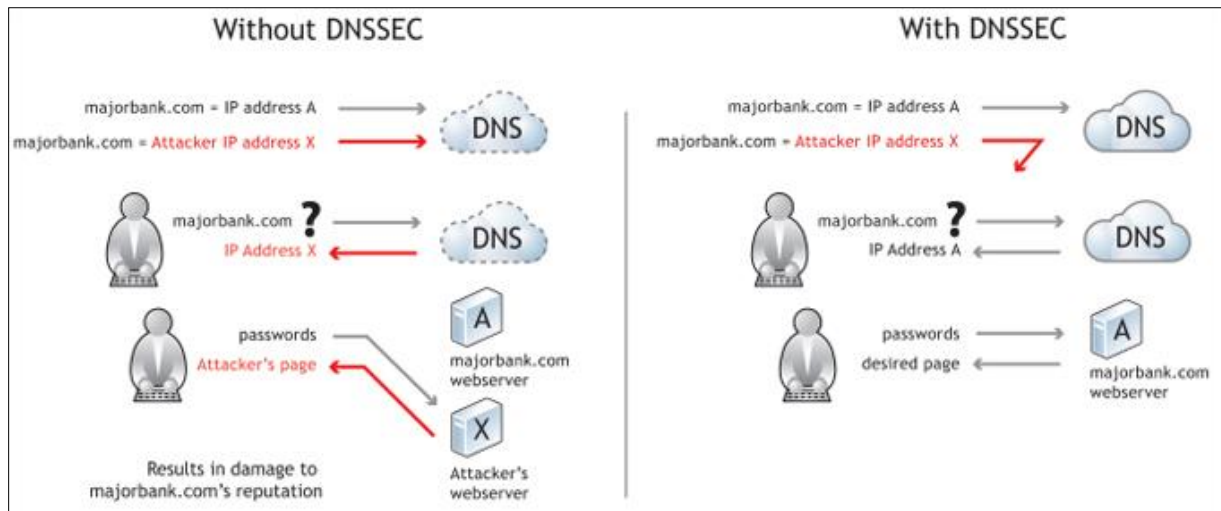 Without DNSSEC
majorbank.com = IP address A
DNS
majorbank.com = Attacker IP address X
majorbank.com ?
DNS
IP Address X
passwords
A
Attacker's page
majorbank.com
webserver
X
Attacker's
webserver
Results in damage to
majorbank.com's reputation
With DNSSEC
majorbank.com = IP address A
DNS
majorbank.com = Attacker IP address X
majorbank.com ?
DNS
IP Address A
passwords
A
desired page
majorbank.com
webserver